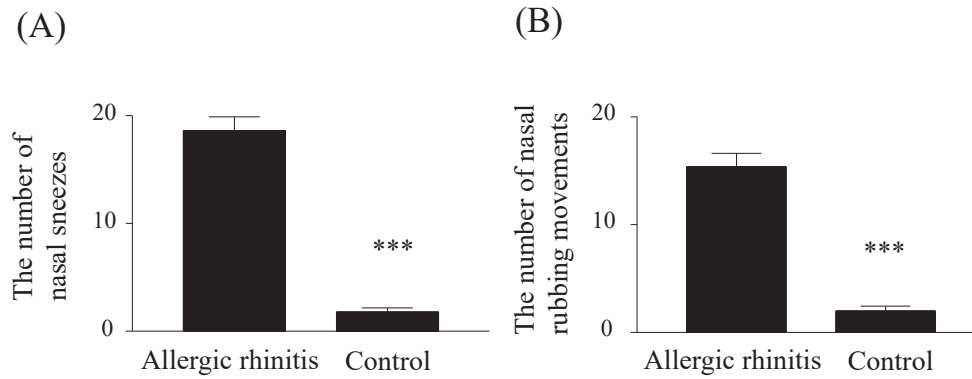 (A)
The number of
nasal sneezes
20
10
0
***
Allergic rhinitis
Control
(B)
The number of nasal
rubbing movements
20
10
0
***
Allergic rhinitis
Control